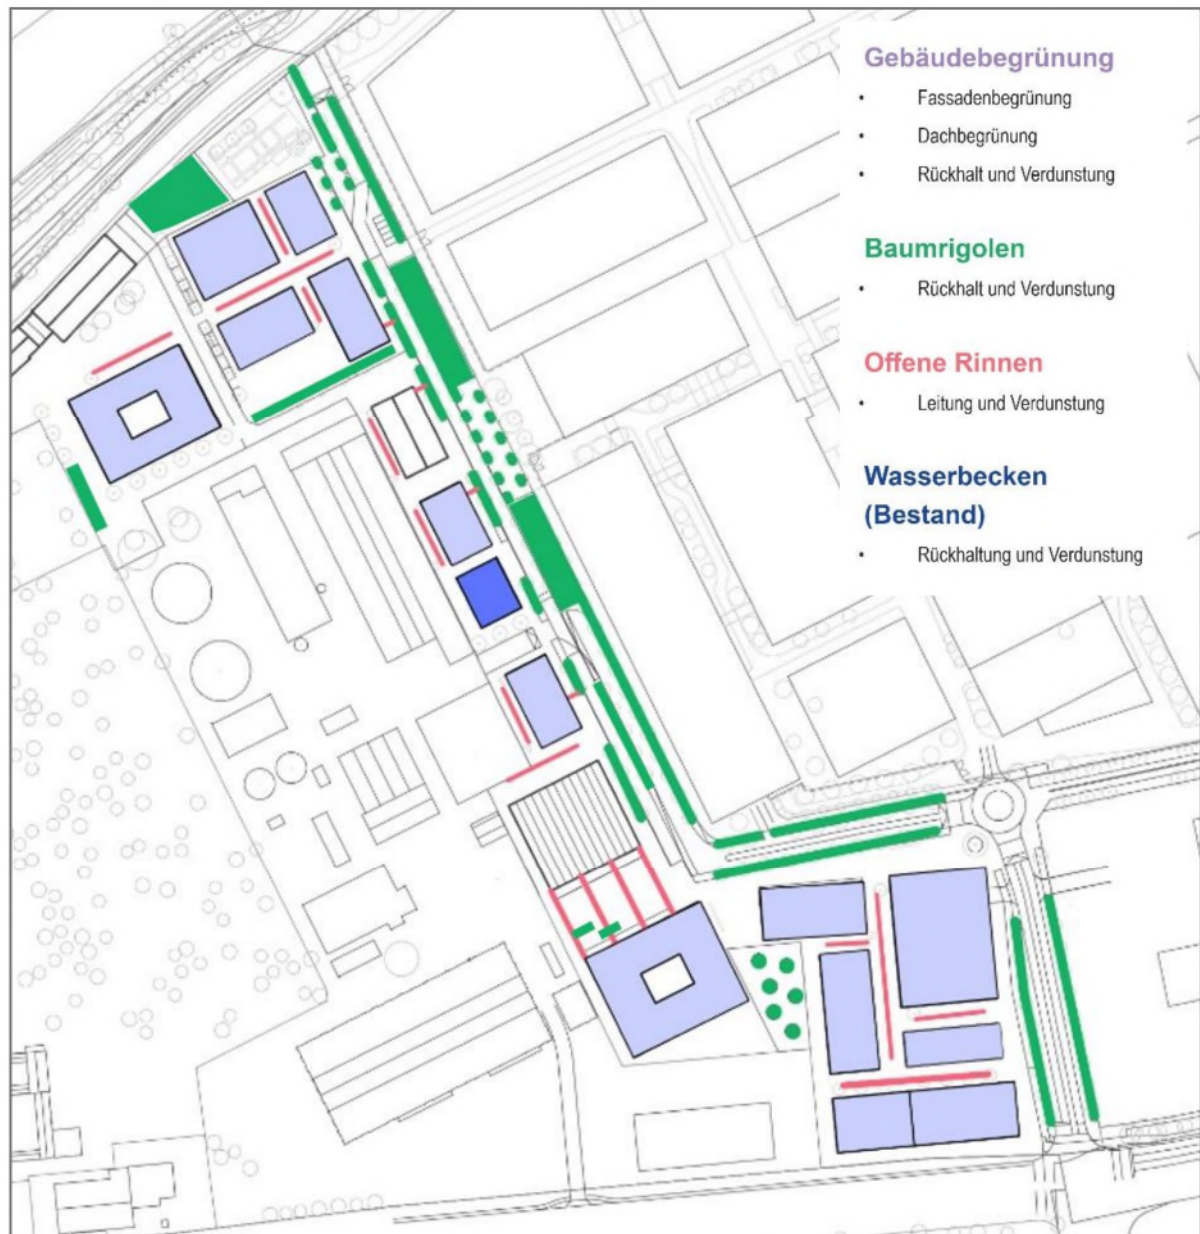 Gebäudebegrünung
• Fassadenbegrünung
• Dachbegrünung
• Rückhalt und Verdunstung
Baumrigolen
• Rückhalt und Verdunstung
Offene Rinnen
• Leitung und Verdunstung
Wasserbecken
(Bestand)
• Rückhaltung und Verdunstung